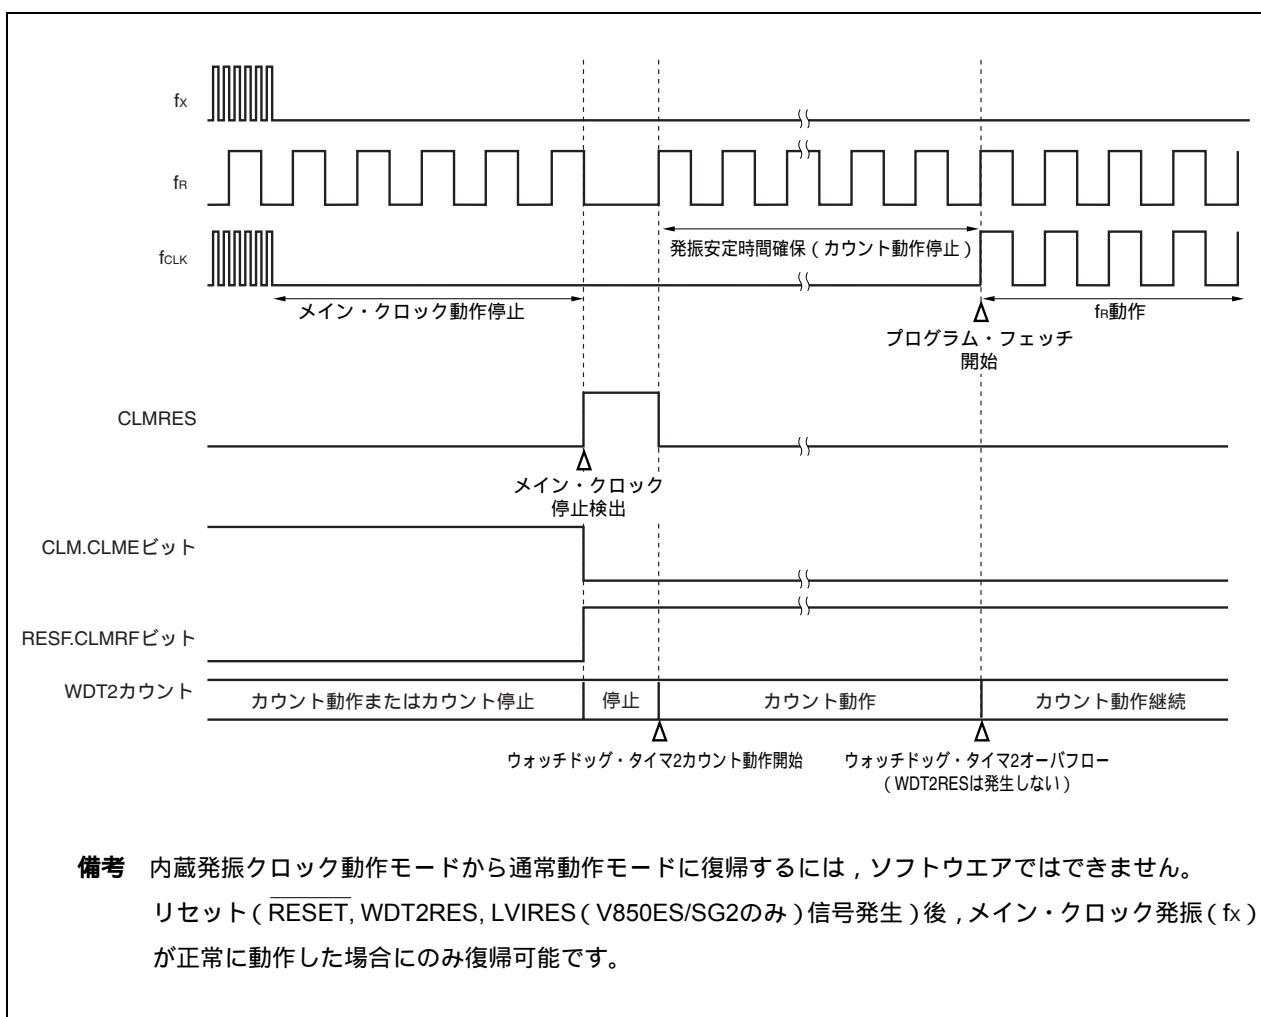 fX
fR
fCLK
発振安定時間確保（カウント動作停止）
メイン・クロック動作停止
fR動作
プログラム・フェッチ
開始
CLMRES
メイン・クロック
停止検出
CLM.CLMEビット
RESF.CLMRFビット
WDT2カウント
カウント動作またはカウント停止
停止
カウント動作
カウント動作継続
ウォッチドッグ・タイマ2カウント動作開始
ウォッチドッグ・タイマ2オーバフロー
（WDT2RESは発生しない）
備考 内蔵発振クロック動作モードから通常動作モードに復帰するには，ソフトウエアではできません。
リセット（RESET, WDT2RES, LVIRES（V850ES/SG2のみ）信号発生）後，メイン・クロック発振（fX）
が正常に動作した場合にのみ復帰可能です。